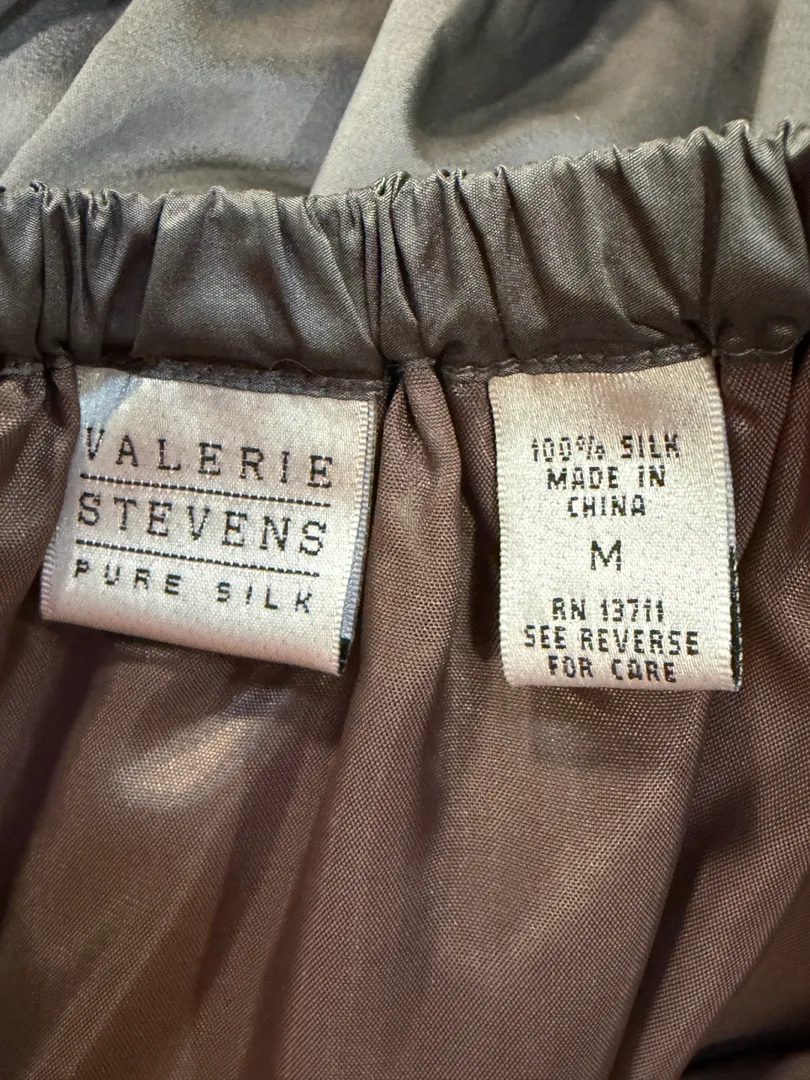 VALERIE
STEVENS
PURE SILK
100% SILK
MADE IN
CHINA
M
RN 13711
SEE REVERSE
FOR CARE